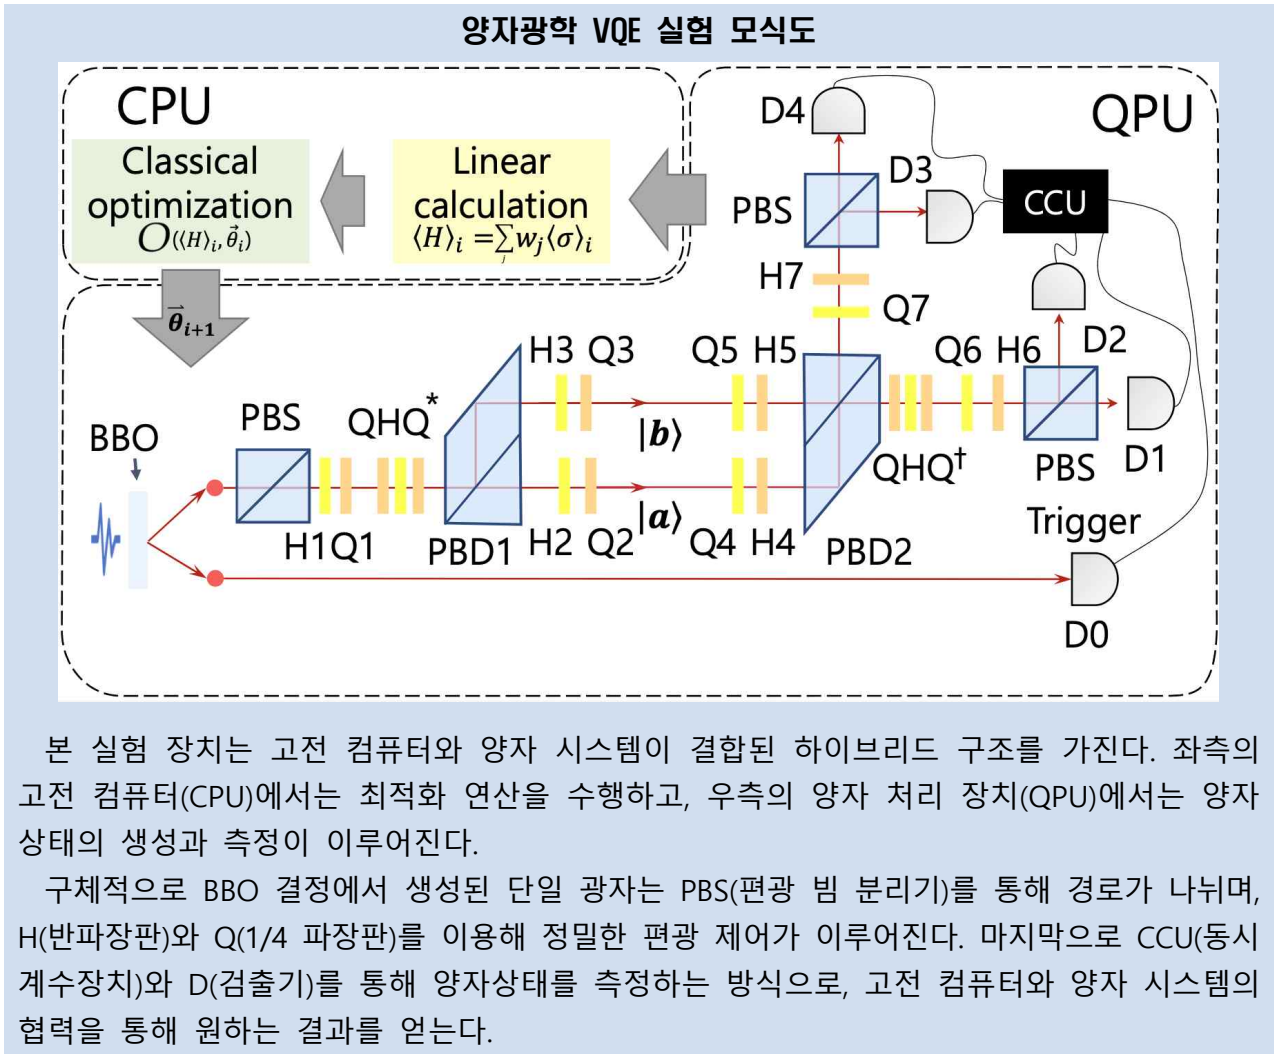 양자광학 VQE 실험 모식도
CPU
Classical
optimization
O(⟨H⟩ᵢ, θ⃗ᵢ)
Linear
calculation
⟨H⟩ᵢ = ∑ⱼ wⱼ⟨σ⟩ᵢ
θ⃗ᵢ₊₁
QPU
D4
D3
PBS
CCU
H7
Q7
H3 Q3
Q5 H5
Q6 H6
D2
PBS
QHQ*
|b⟩
BBO
QHQ†
PBS
D1
|a⟩
H1Q1
PBD1
H2 Q2
Q4 H4
PBD2
Trigger
D0
본 실험 장치는 고전 컴퓨터와 양자 시스템이 결합된 하이브리드 구조를 가진다. 좌측의
고전 컴퓨터(CPU)에서는 최적화 연산을 수행하고, 우측의 양자 처리 장치(QPU)에서는 양자
상태의 생성과 측정이 이루어진다.
구체적으로 BBO 결정에서 생성된 단일 광자는 PBS(편광 빔 분리기)를 통해 경로가 나뉘며,
H(반파장판)와 Q(1/4 파장판)를 이용해 정밀한 편광 제어가 이루어진다. 마지막으로 CCU(동시
계수장치)와 D(검출기)를 통해 양자상태를 측정하는 방식으로, 고전 컴퓨터와 양자 시스템의
협력을 통해 원하는 결과를 얻는다.